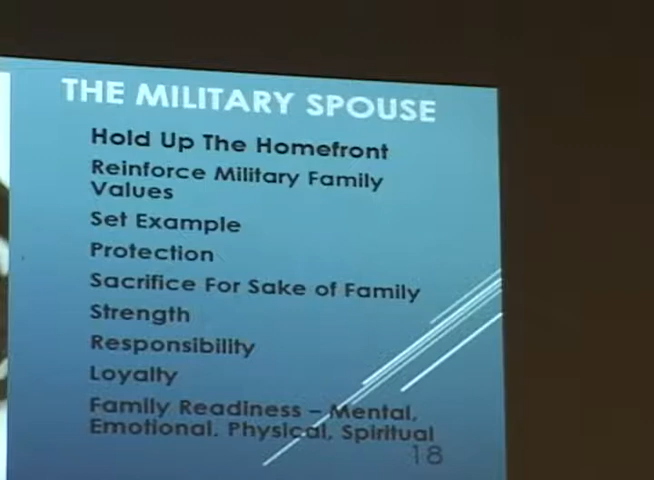 THE MILITARY SPOUSE
Hold Up The Homefront
Reinforce Military Family
Values
Set Example
Protection
Sacrifice For Sake of Family
Strength
Responsibility
Loyalty
Family Readiness – Mental,
Emotional. Physical, Spiritual
18